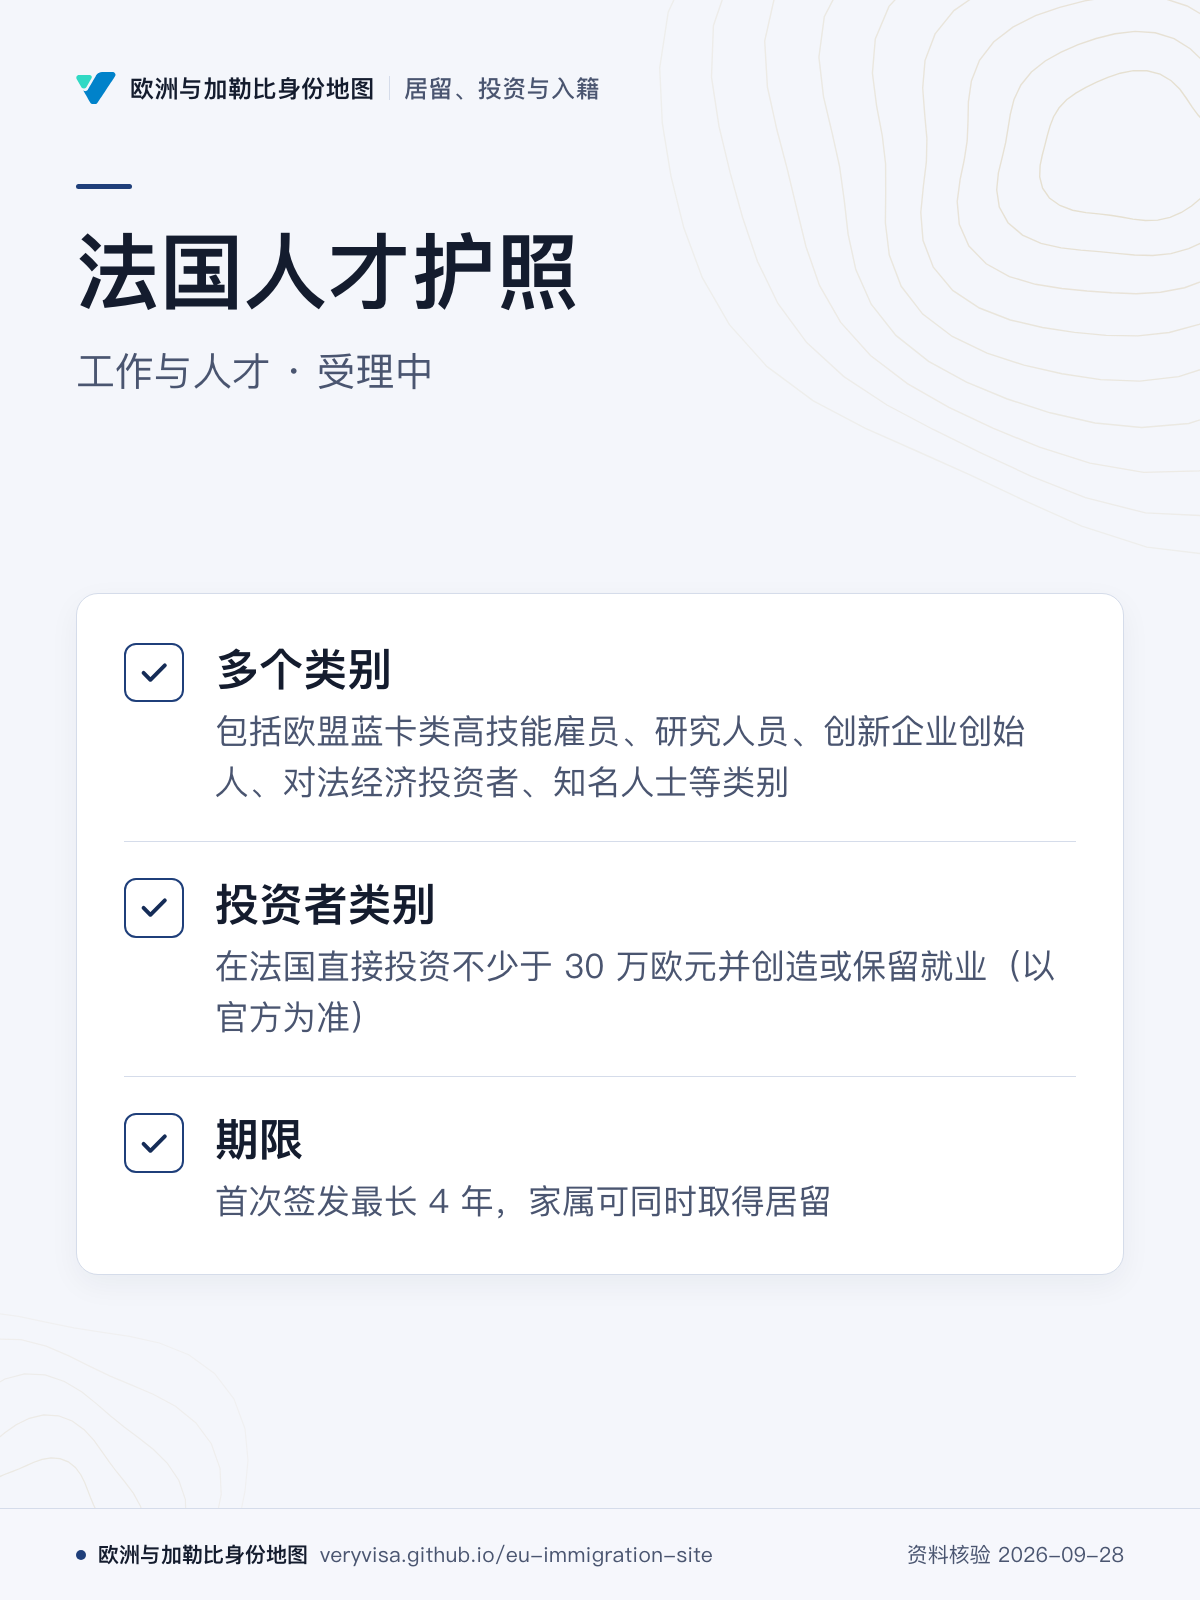 欧洲与加勒比身份地图 居留、投资与入籍
法国人才护照
工作与人才 · 受理中
多个类别
包括欧盟蓝卡类高技能雇员、研究人员、创新企业创始
人、对法经济投资者、知名人士等类别
投资者类别
在法国直接投资不少于 30 万欧元并创造或保留就业（以
官方为准）
期限
首次签发最长 4 年，家属可同时取得居留
欧洲与加勒比身份地图 veryvisa.github.io/eu-immigration-site 资料核验 2026-09-28